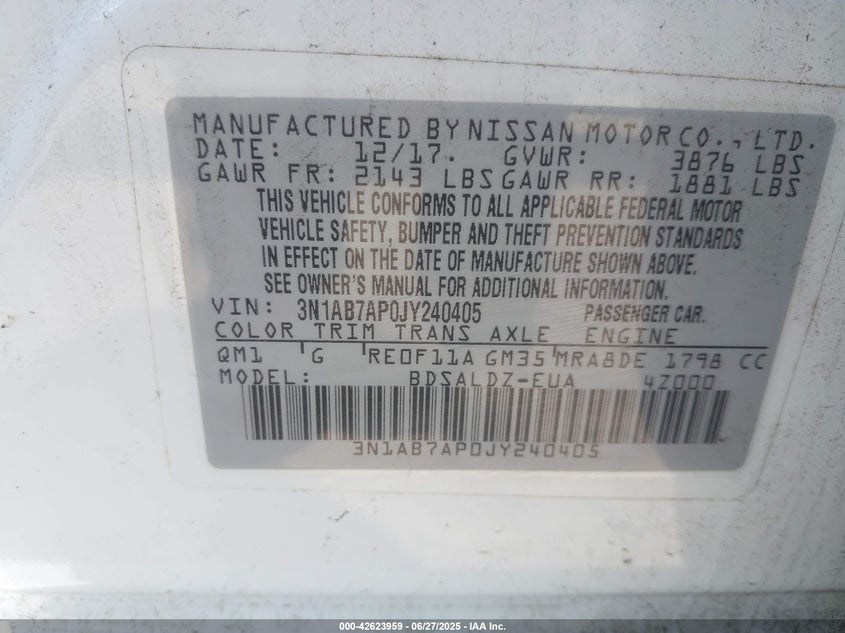 MANUFACTURED BY NISSAN MOTOR CO., LTD.
DATE: 12/17. GVWR: 3876 LBS
GAWR FR: 2143 LBS GAWR RR: 1881 LBS
THIS VEHICLE CONFORMS TO ALL APPLICABLE FEDERAL MOTOR
VEHICLE SAFETY, BUMPER AND THEFT PREVENTION STANDARDS
IN EFFECT ON THE DATE OF MANUFACTURE SHOWN ABOVE.
SEE OWNER'S MANUAL FOR ADDITIONAL INFORMATION.
VIN: 3N1AB7AP0JY240405 PASSENGER CAR.
COLOR TRIM TRANS AXLE ENGINE
QM1 G RE0F11A GM35 MRA8DE 1798 CC
MODEL: BDSALDZ-EUA 4Z000
3N1AB7AP0JY240405
000-42623959 - 06/27/2025 - IAA Inc.